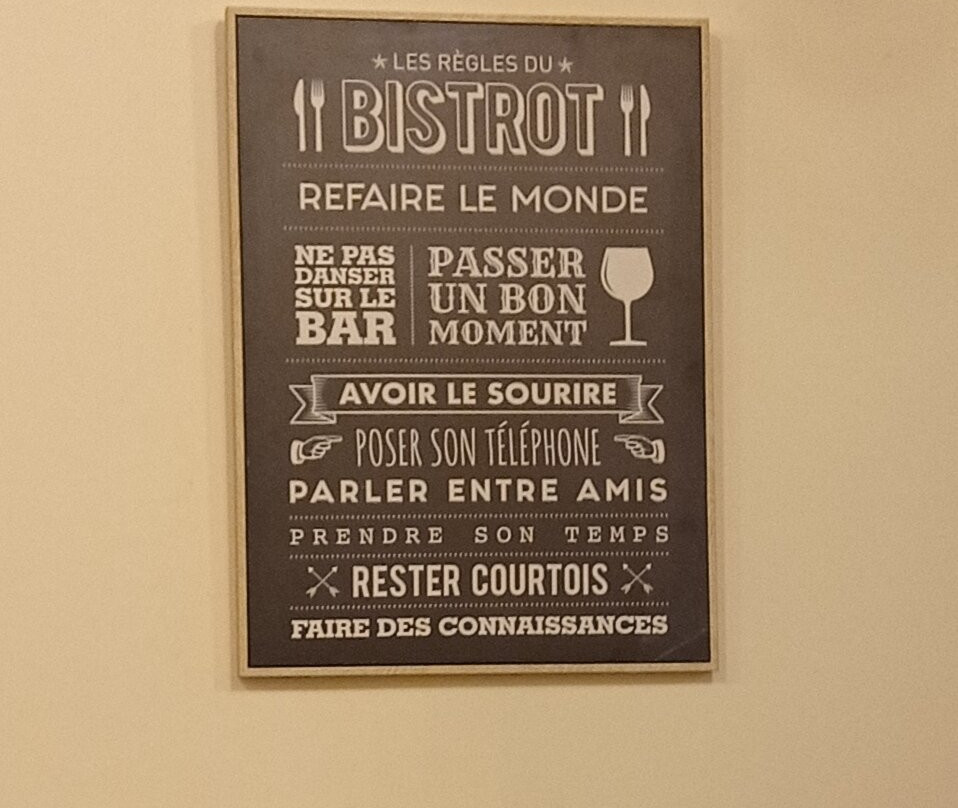 LES RÈGLES DU
BISTROT
REFAIRE LE MONDE
NE PAS
DANSER
SUR LE
BAR
PASSER
UN BON
MOMENT
AVOIR LE SOURIRE
POSER SON TÉLÉPHONE
PARLER ENTRE AMIS
PRENDRE SON TEMPS
RESTER COURTOIS
FAIRE DES CONNAISSANCES